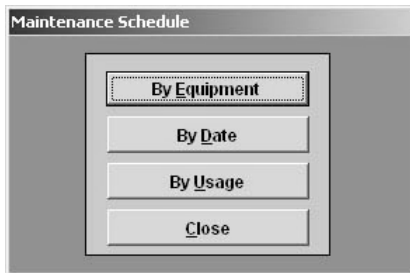 Maintenance Schedule
By Equipment
By Date
By Usage
Close